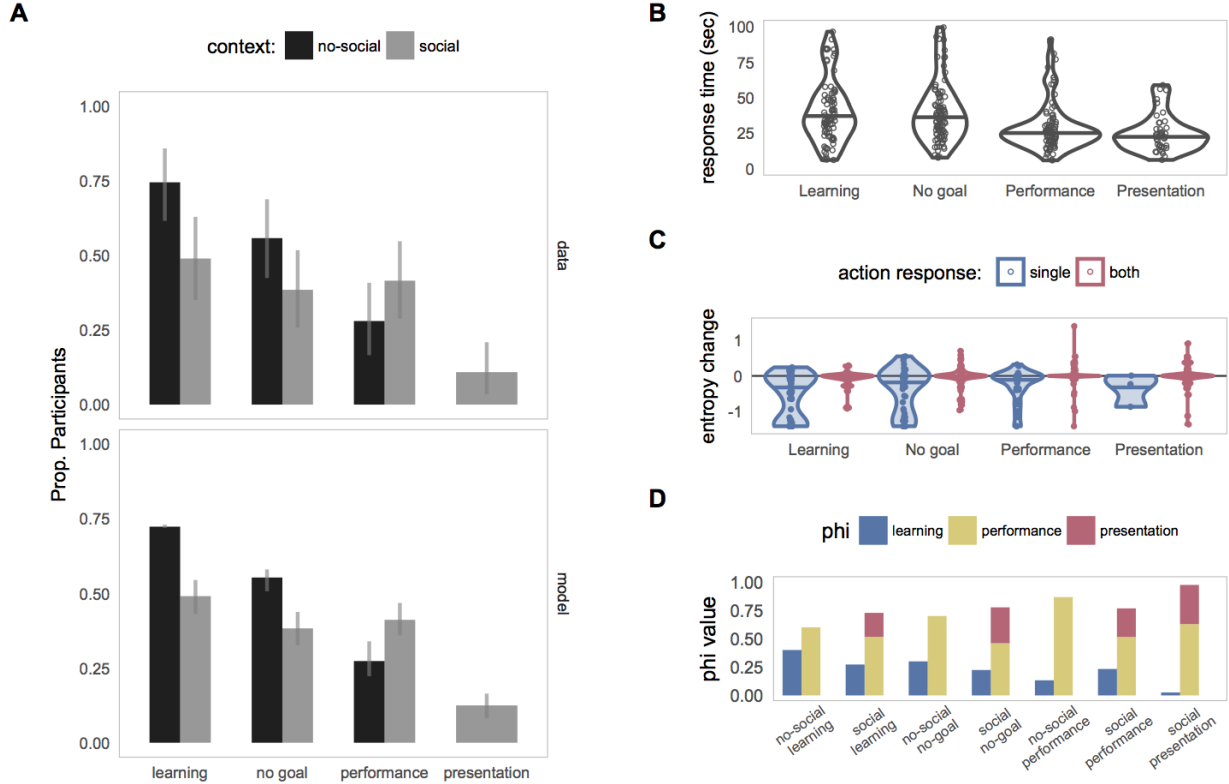 A
context: no-social social
Prop. Participants
1.00
0.75
0.50
0.25
0.00
data
1.00
0.75
0.50
0.25
0.00
model
learning no goal performance presentation
B
response time (sec)
100
75
50
25
0
Learning No goal Performance Presentation
C
action response: single both
entropy change
1
0
-1
Learning No goal Performance Presentation
D
phi learning performance presentation
phi value
1.00
0.75
0.50
0.25
0.00
no-social learning
social learning
no-social no-goal
social no-goal
no-social performance
social performance
social presentation